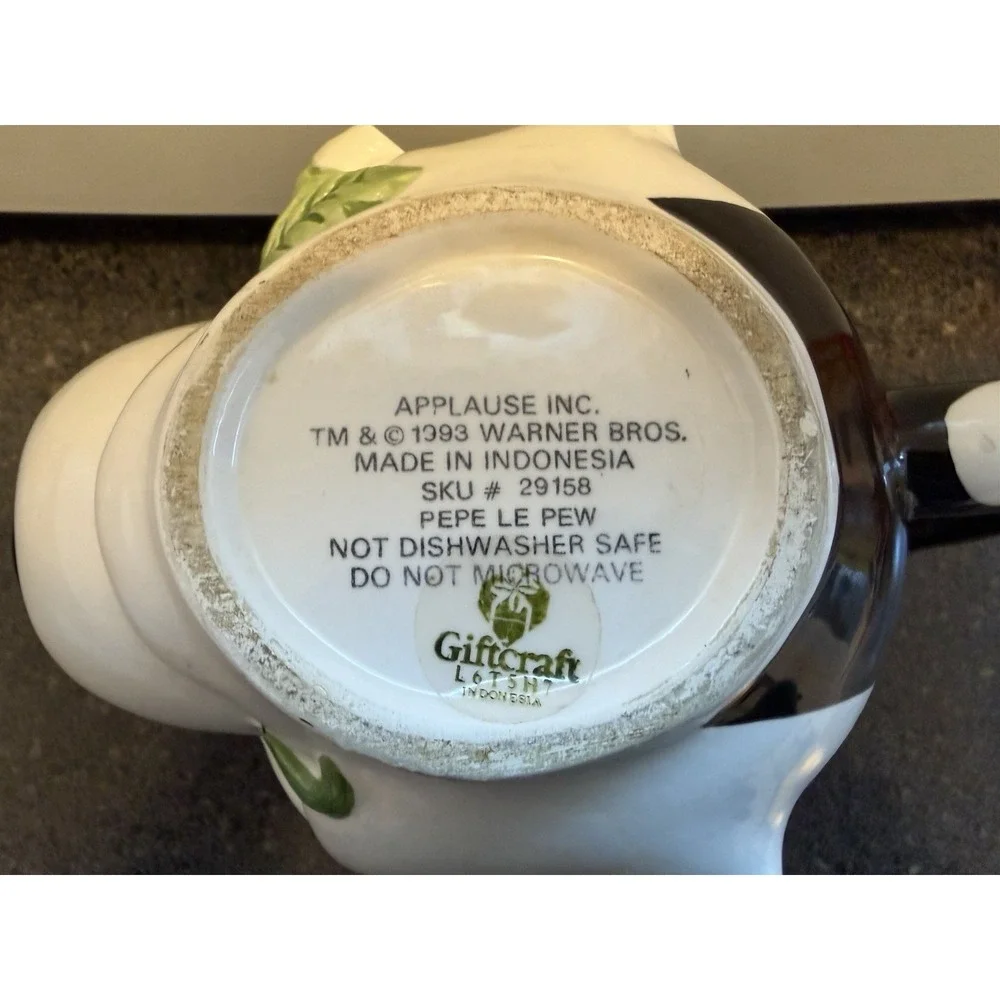 APPLAUSE INC.
TM & © 1993 WARNER BROS.
MADE IN INDONESIA
SKU # 29158
PEPE LE PEW
NOT DISHWASHER SAFE
DO NOT MICROWAVE
Giftcraft
L6T5H7
INDONESIA